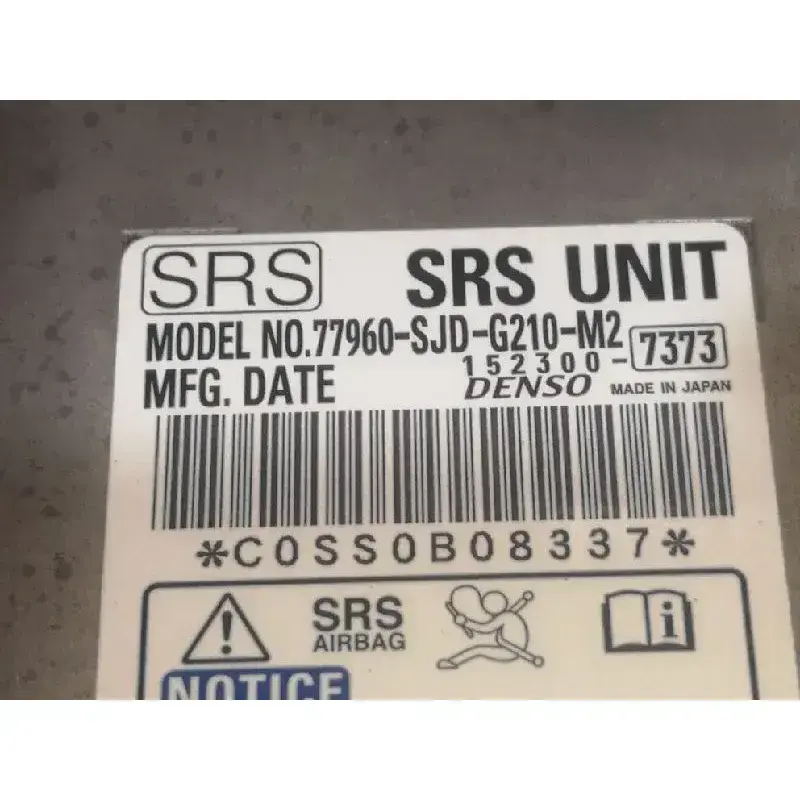 SRS SRS UNIT
MODEL NO.77960-SJD-G210-M2
152300-7373
MFG. DATE DENSO MADE IN JAPAN
*C0SS0B08337*
SRS
AIRBAG
i
NOTICE